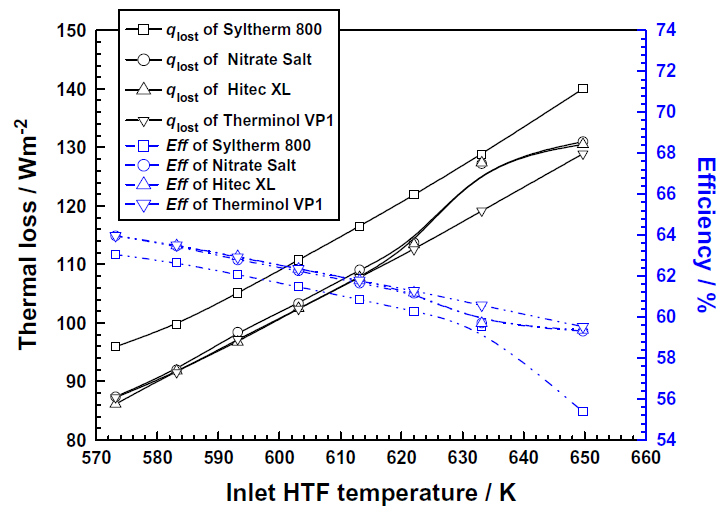 150
140
130
120
110
100
90
80
Thermal loss / Wm-2
q lost of Syltherm 800
q lost of Nitrate Salt
q lost of Hitec XL
q lost of Therminol VP1
Eff of Syltherm 800
Eff of Nitrate Salt
Eff of Hitec XL
Eff of Therminol VP1
74
72
70
68
66
64
62
60
58
56
54
Efficiency / %
570 580 590 600 610 620 630 640 650 660
Inlet HTF temperature / K